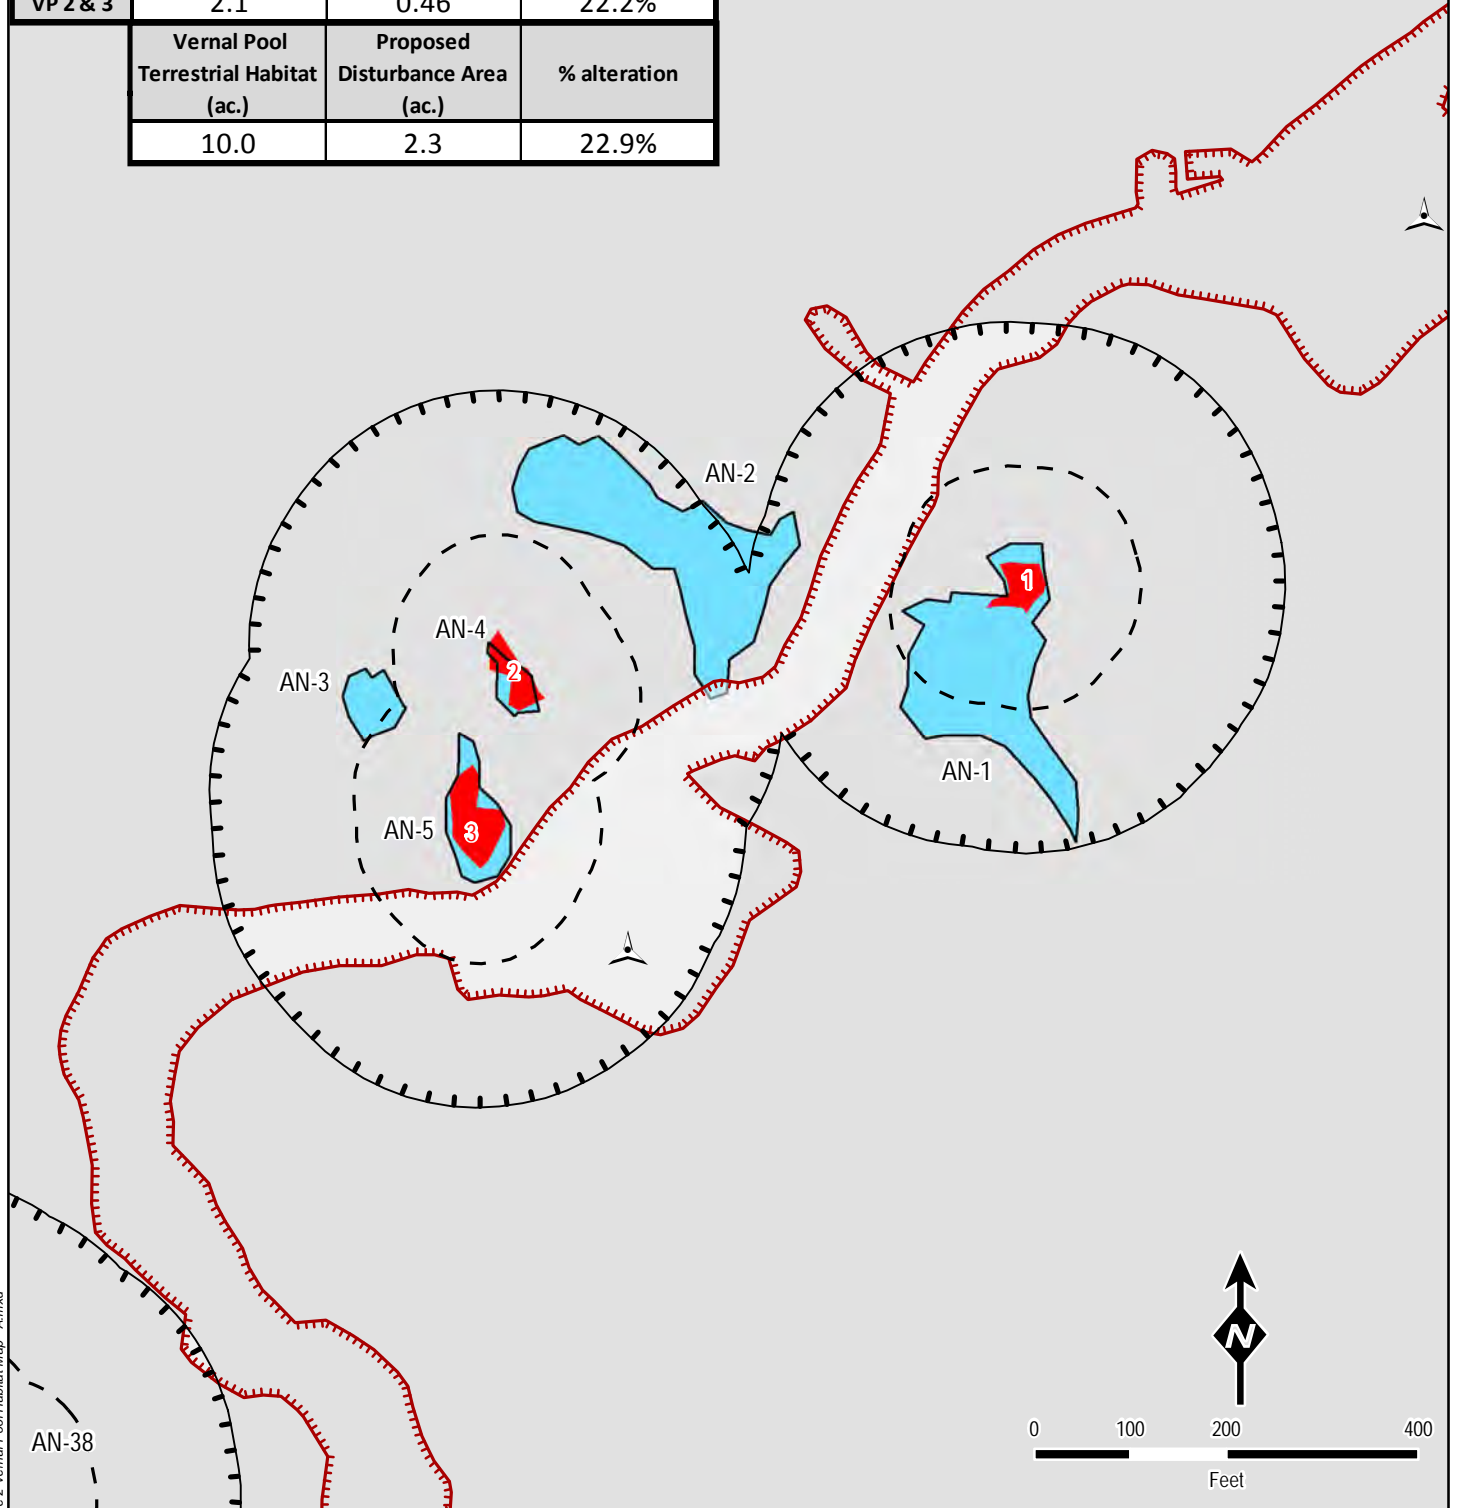 VP 2 & 3 2.1 0.46 22.2%
Vernal Pool
Terrestrial Habitat
(ac.)
Proposed
Disturbance Area
(ac.)
% alteration
10.0 2.3 22.9%
AN-2
1
AN-4
2
AN-3
AN-1
AN-5
3
N
0 100 200 400
Feet
AN-38